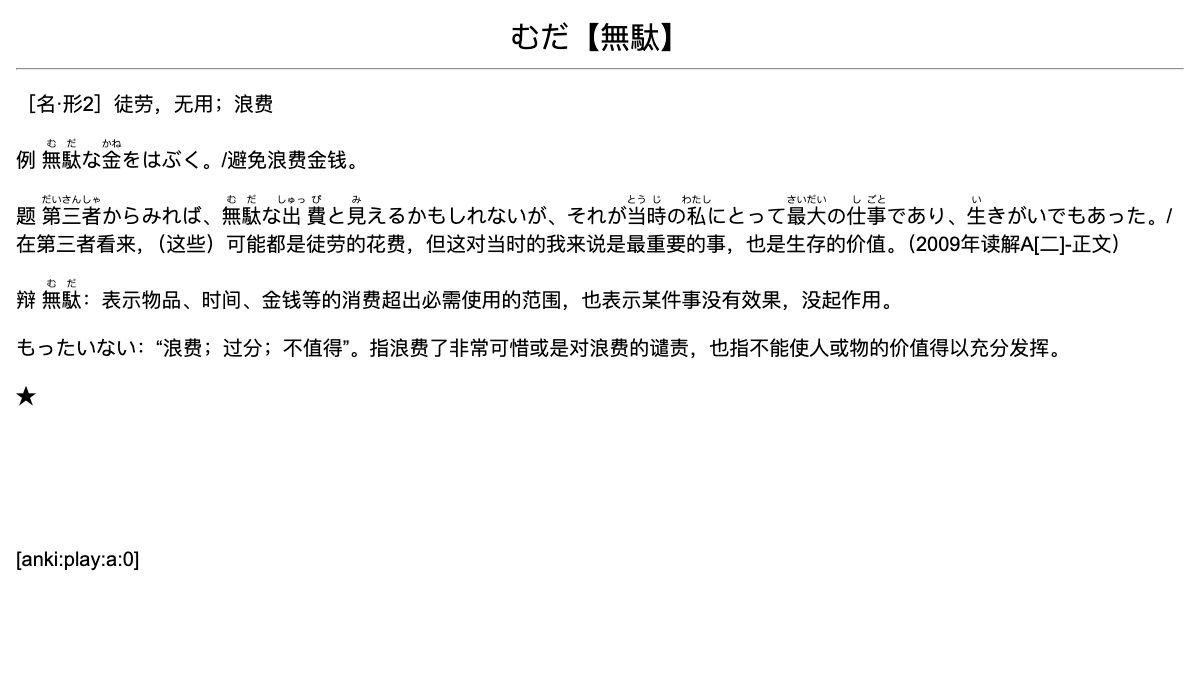 むだ【無駄】
［名·形2］徒劳，无用；浪费
む だ かね
例 無駄な金をはぶく。/避免浪费金钱。
だいさんしゃ む だ しゅっ ぴ み とう じ わたし さいだい し ごと い
题 第三者からみれば、無駄な出費と見えるかもしれないが、それが当時の私にとって最大の仕事であり、生きがいでもあった。/
在第三者看来，（这些）可能都是徒劳的花费，但这对当时的我来说是最重要的事，也是生存的价值。（2009年读解A[二]-正文）
む だ
辩 無駄：表示物品、时间、金钱等的消费超出必需使用的范围，也表示某件事没有效果，没起作用。
もったいない：“浪费；过分；不值得”。指浪费了非常可惜或是对浪费的谴责，也指不能使人或物的价值得以充分发挥。
★
[anki:play:a:0]